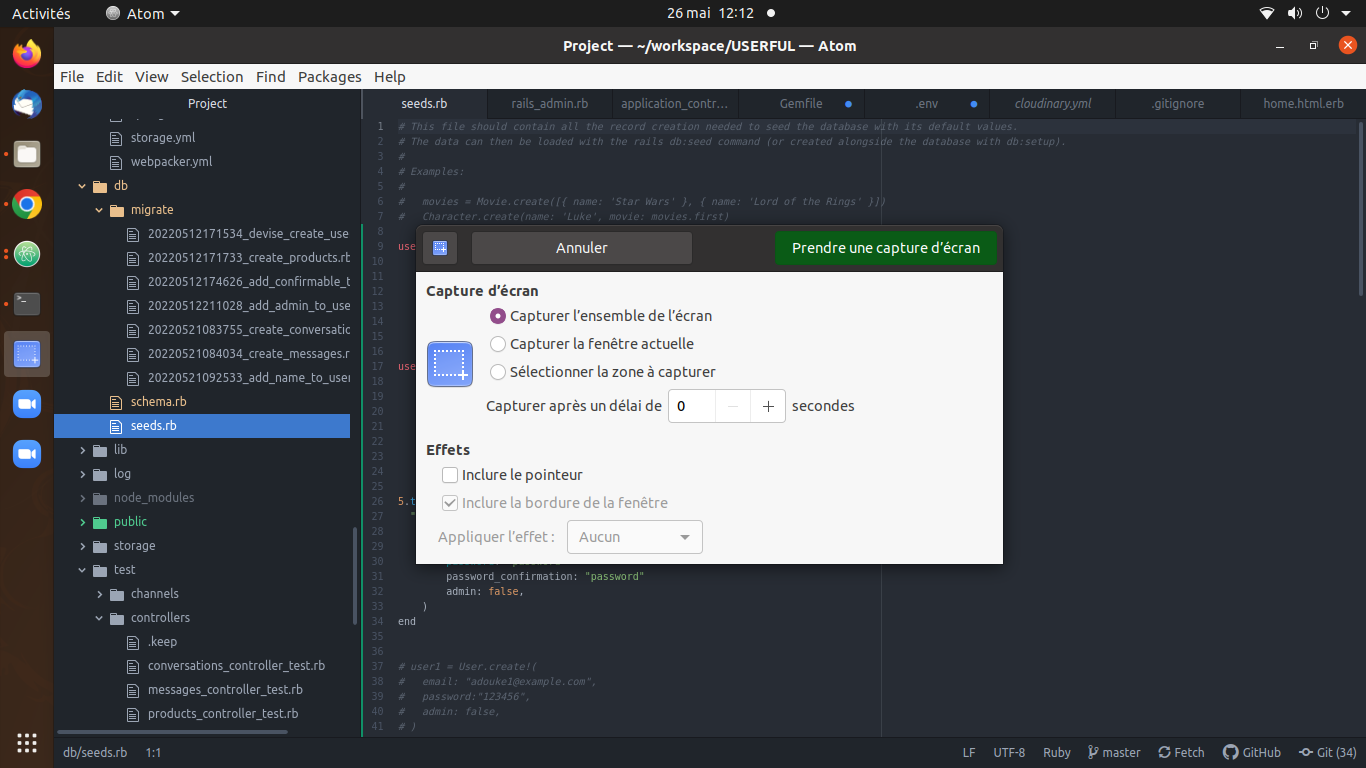 Activités
Atom
26 mai 12:12
Project — ~/workspace/USERFUL — Atom
File Edit View Selection Find Packages Help
Project
storage.yml
webpacker.yml
db
migrate
20220512171534_devise_create_use
20220512171733_create_products.rb
20220512174626_add_confirmable_t
20220512211028_add_admin_to_use
20220521083755_create_conversatio
20220521084034_create_messages.r
20220521092533_add_name_to_user
schema.rb
seeds.rb
lib
log
node_modules
public
storage
test
channels
controllers
.keep
conversations_controller_test.rb
messages_controller_test.rb
products_controller_test.rb
seeds.rb rails_admin.rb application_contr… Gemfile .env cloudinary.yml .gitignore home.html.erb
1 # This file should contain all the record creation needed to seed the database with its default values.
2 # The data can then be loaded with the rails db:seed command (or created alongside the database with db:setup).
3 #
4 # Examples:
5 #
6 # movies = Movie.create([{ name: 'Star Wars' }, { name: 'Lord of the Rings' }])
7 # Character.create(name: 'Luke', movie: movies.first)
8
9 use
10
11
12
13
14
15
16
17 use
18
19
20
21
22
23
24
25
26 5.t
27 "
28
29
30
31 password_confirmation: "password"
32 admin: false,
33 )
34 end
35
36
37 # user1 = User.create!(
38 # email: "adouke1@example.com",
39 # password:"123456",
40 # admin: false,
41 # )
Annuler
Prendre une capture d’écran
Capture d’écran
Capturer l’ensemble de l’écran
Capturer la fenêtre actuelle
Sélectionner la zone à capturer
Capturer après un délai de 0 − + secondes
Effets
Inclure le pointeur
Inclure la bordure de la fenêtre
Appliquer l’effet : Aucun
db/seeds.rb 1:1
LF UTF-8 Ruby master Fetch GitHub Git (34)